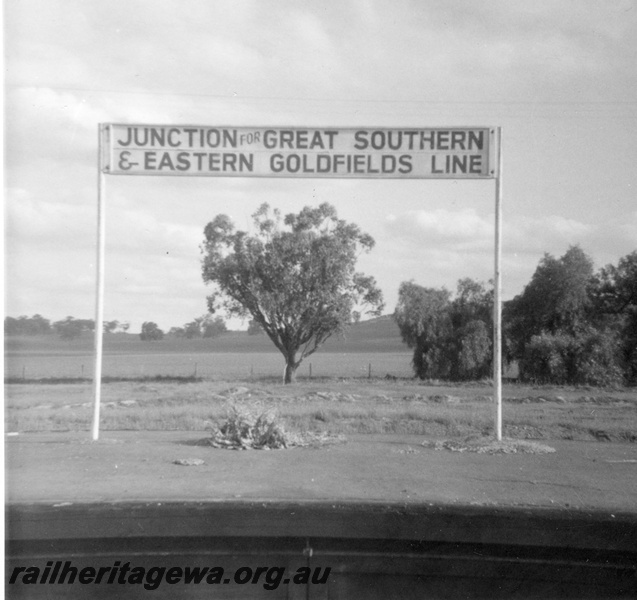 JUNCTION FOR GREAT SOUTHERN
& EASTERN GOLDFIELDS LINE
railheritagewa.org.au